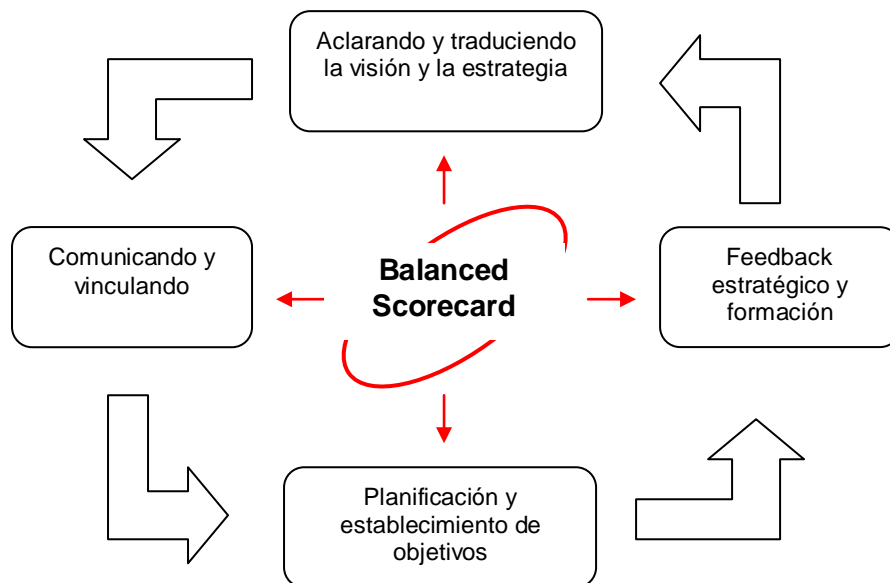 Aclarando y traduciendo
la visión y la estrategia
Comunicando y
vinculando
Balanced
Scorecard
Feedback
estratégico y
formación
Planificación y
establecimiento de
objetivos